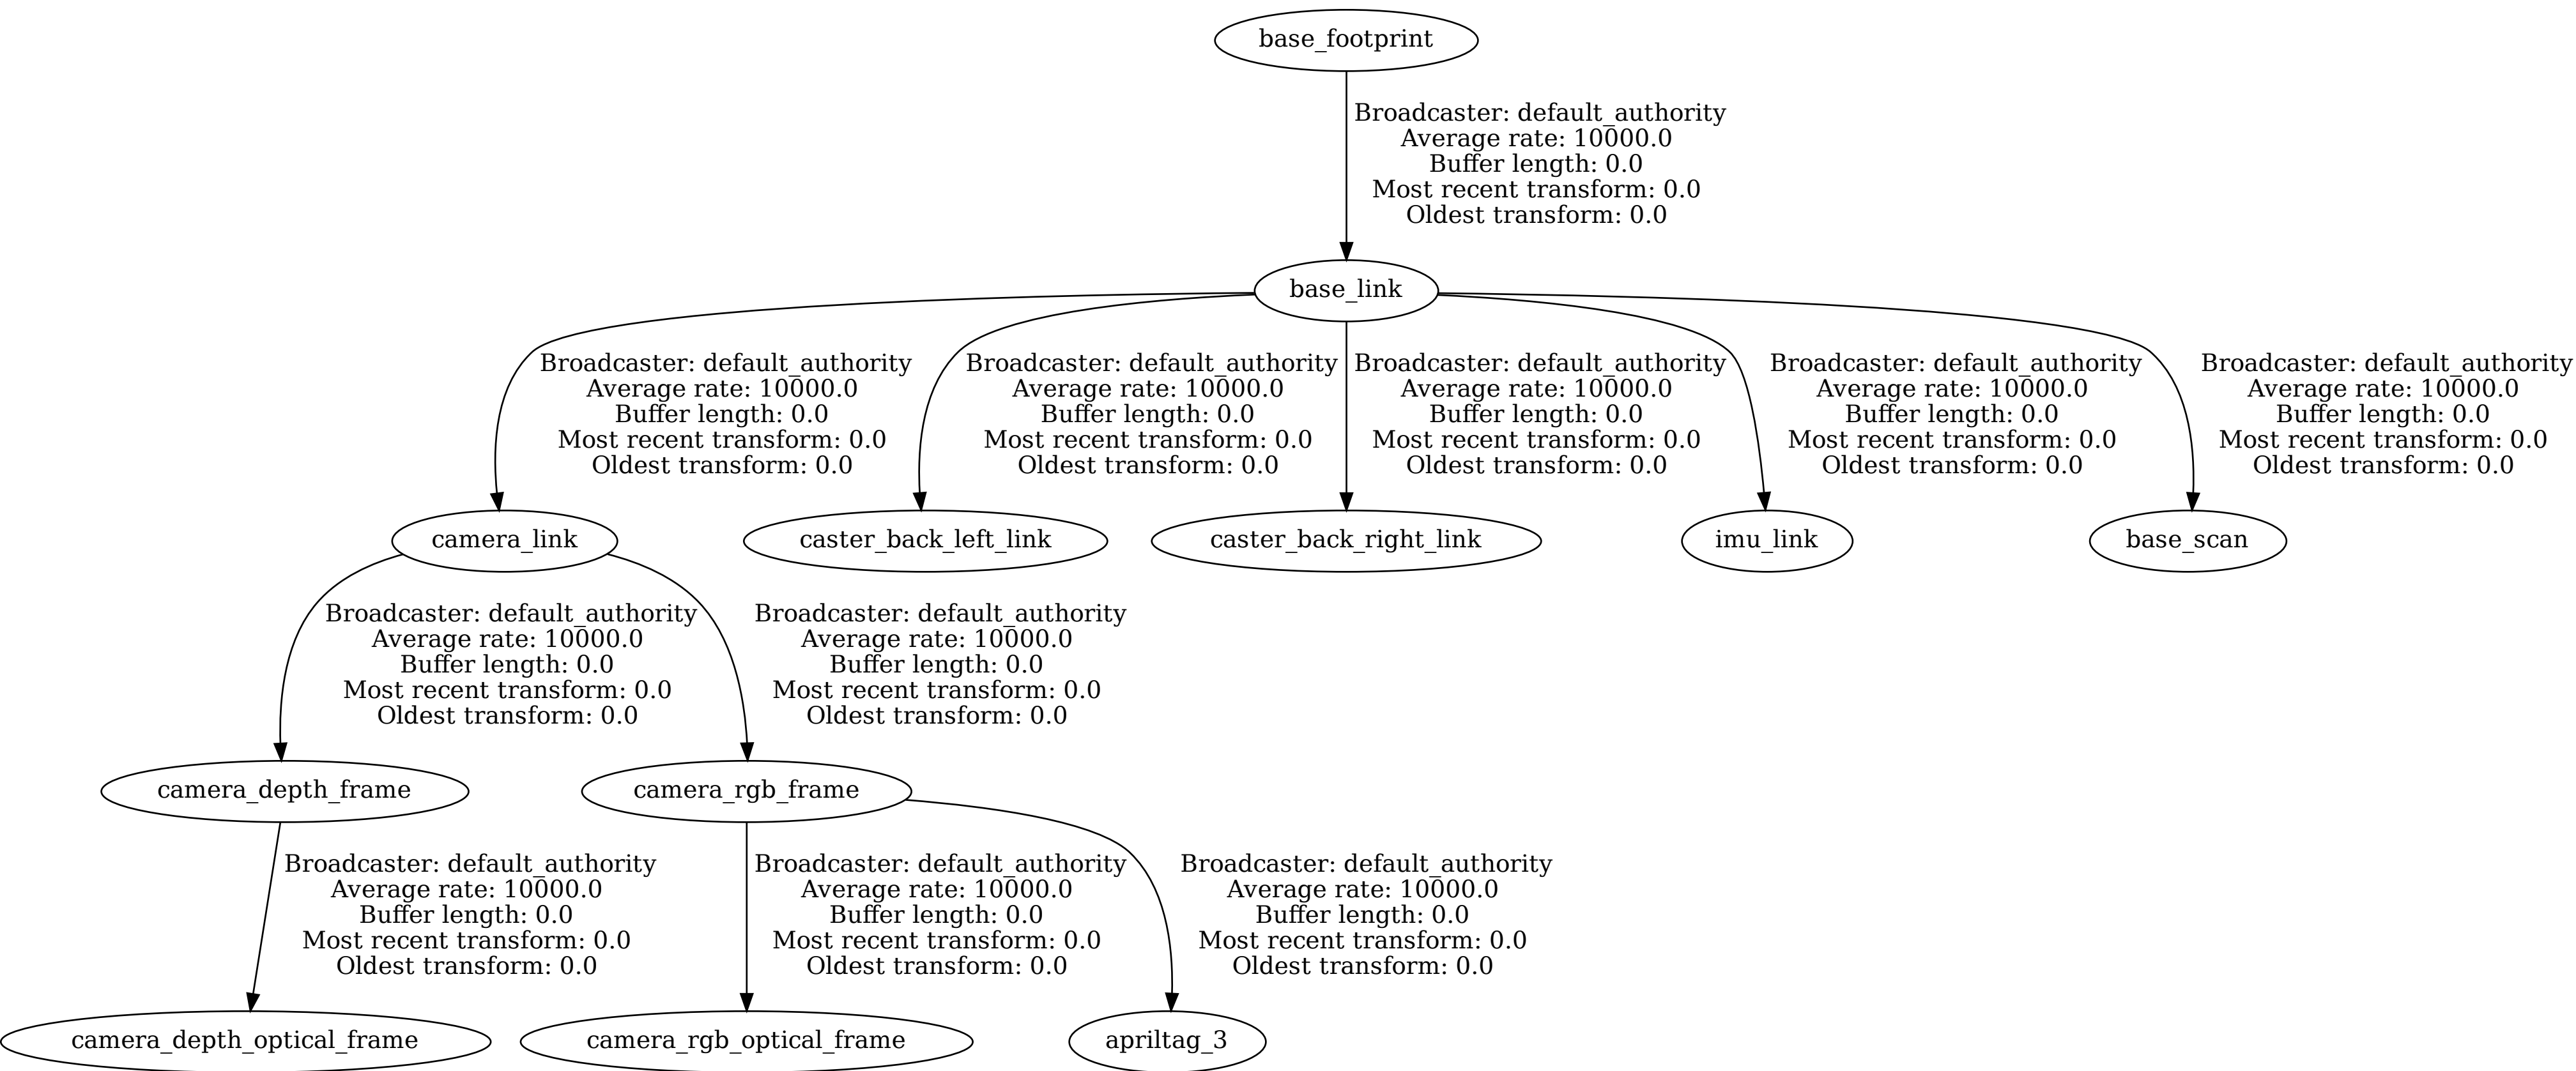 base_footprint
Broadcaster: default_authority
Average rate: 10000.0
Buffer length: 0.0
Most recent transform: 0.0
Oldest transform: 0.0
base_link
Broadcaster: default_authority
Average rate: 10000.0
Buffer length: 0.0
Most recent transform: 0.0
Oldest transform: 0.0
Broadcaster: default_authority
Average rate: 10000.0
Buffer length: 0.0
Most recent transform: 0.0
Oldest transform: 0.0
Broadcaster: default_authority
Average rate: 10000.0
Buffer length: 0.0
Most recent transform: 0.0
Oldest transform: 0.0
Broadcaster: default_authority
Average rate: 10000.0
Buffer length: 0.0
Most recent transform: 0.0
Oldest transform: 0.0
Broadcaster: default_authority
Average rate: 10000.0
Buffer length: 0.0
Most recent transform: 0.0
Oldest transform: 0.0
camera_link
caster_back_left_link
caster_back_right_link
imu_link
base_scan
Broadcaster: default_authority
Average rate: 10000.0
Buffer length: 0.0
Most recent transform: 0.0
Oldest transform: 0.0
Broadcaster: default_authority
Average rate: 10000.0
Buffer length: 0.0
Most recent transform: 0.0
Oldest transform: 0.0
camera_depth_frame
camera_rgb_frame
Broadcaster: default_authority
Average rate: 10000.0
Buffer length: 0.0
Most recent transform: 0.0
Oldest transform: 0.0
Broadcaster: default_authority
Average rate: 10000.0
Buffer length: 0.0
Most recent transform: 0.0
Oldest transform: 0.0
Broadcaster: default_authority
Average rate: 10000.0
Buffer length: 0.0
Most recent transform: 0.0
Oldest transform: 0.0
camera_depth_optical_frame
camera_rgb_optical_frame
apriltag_3